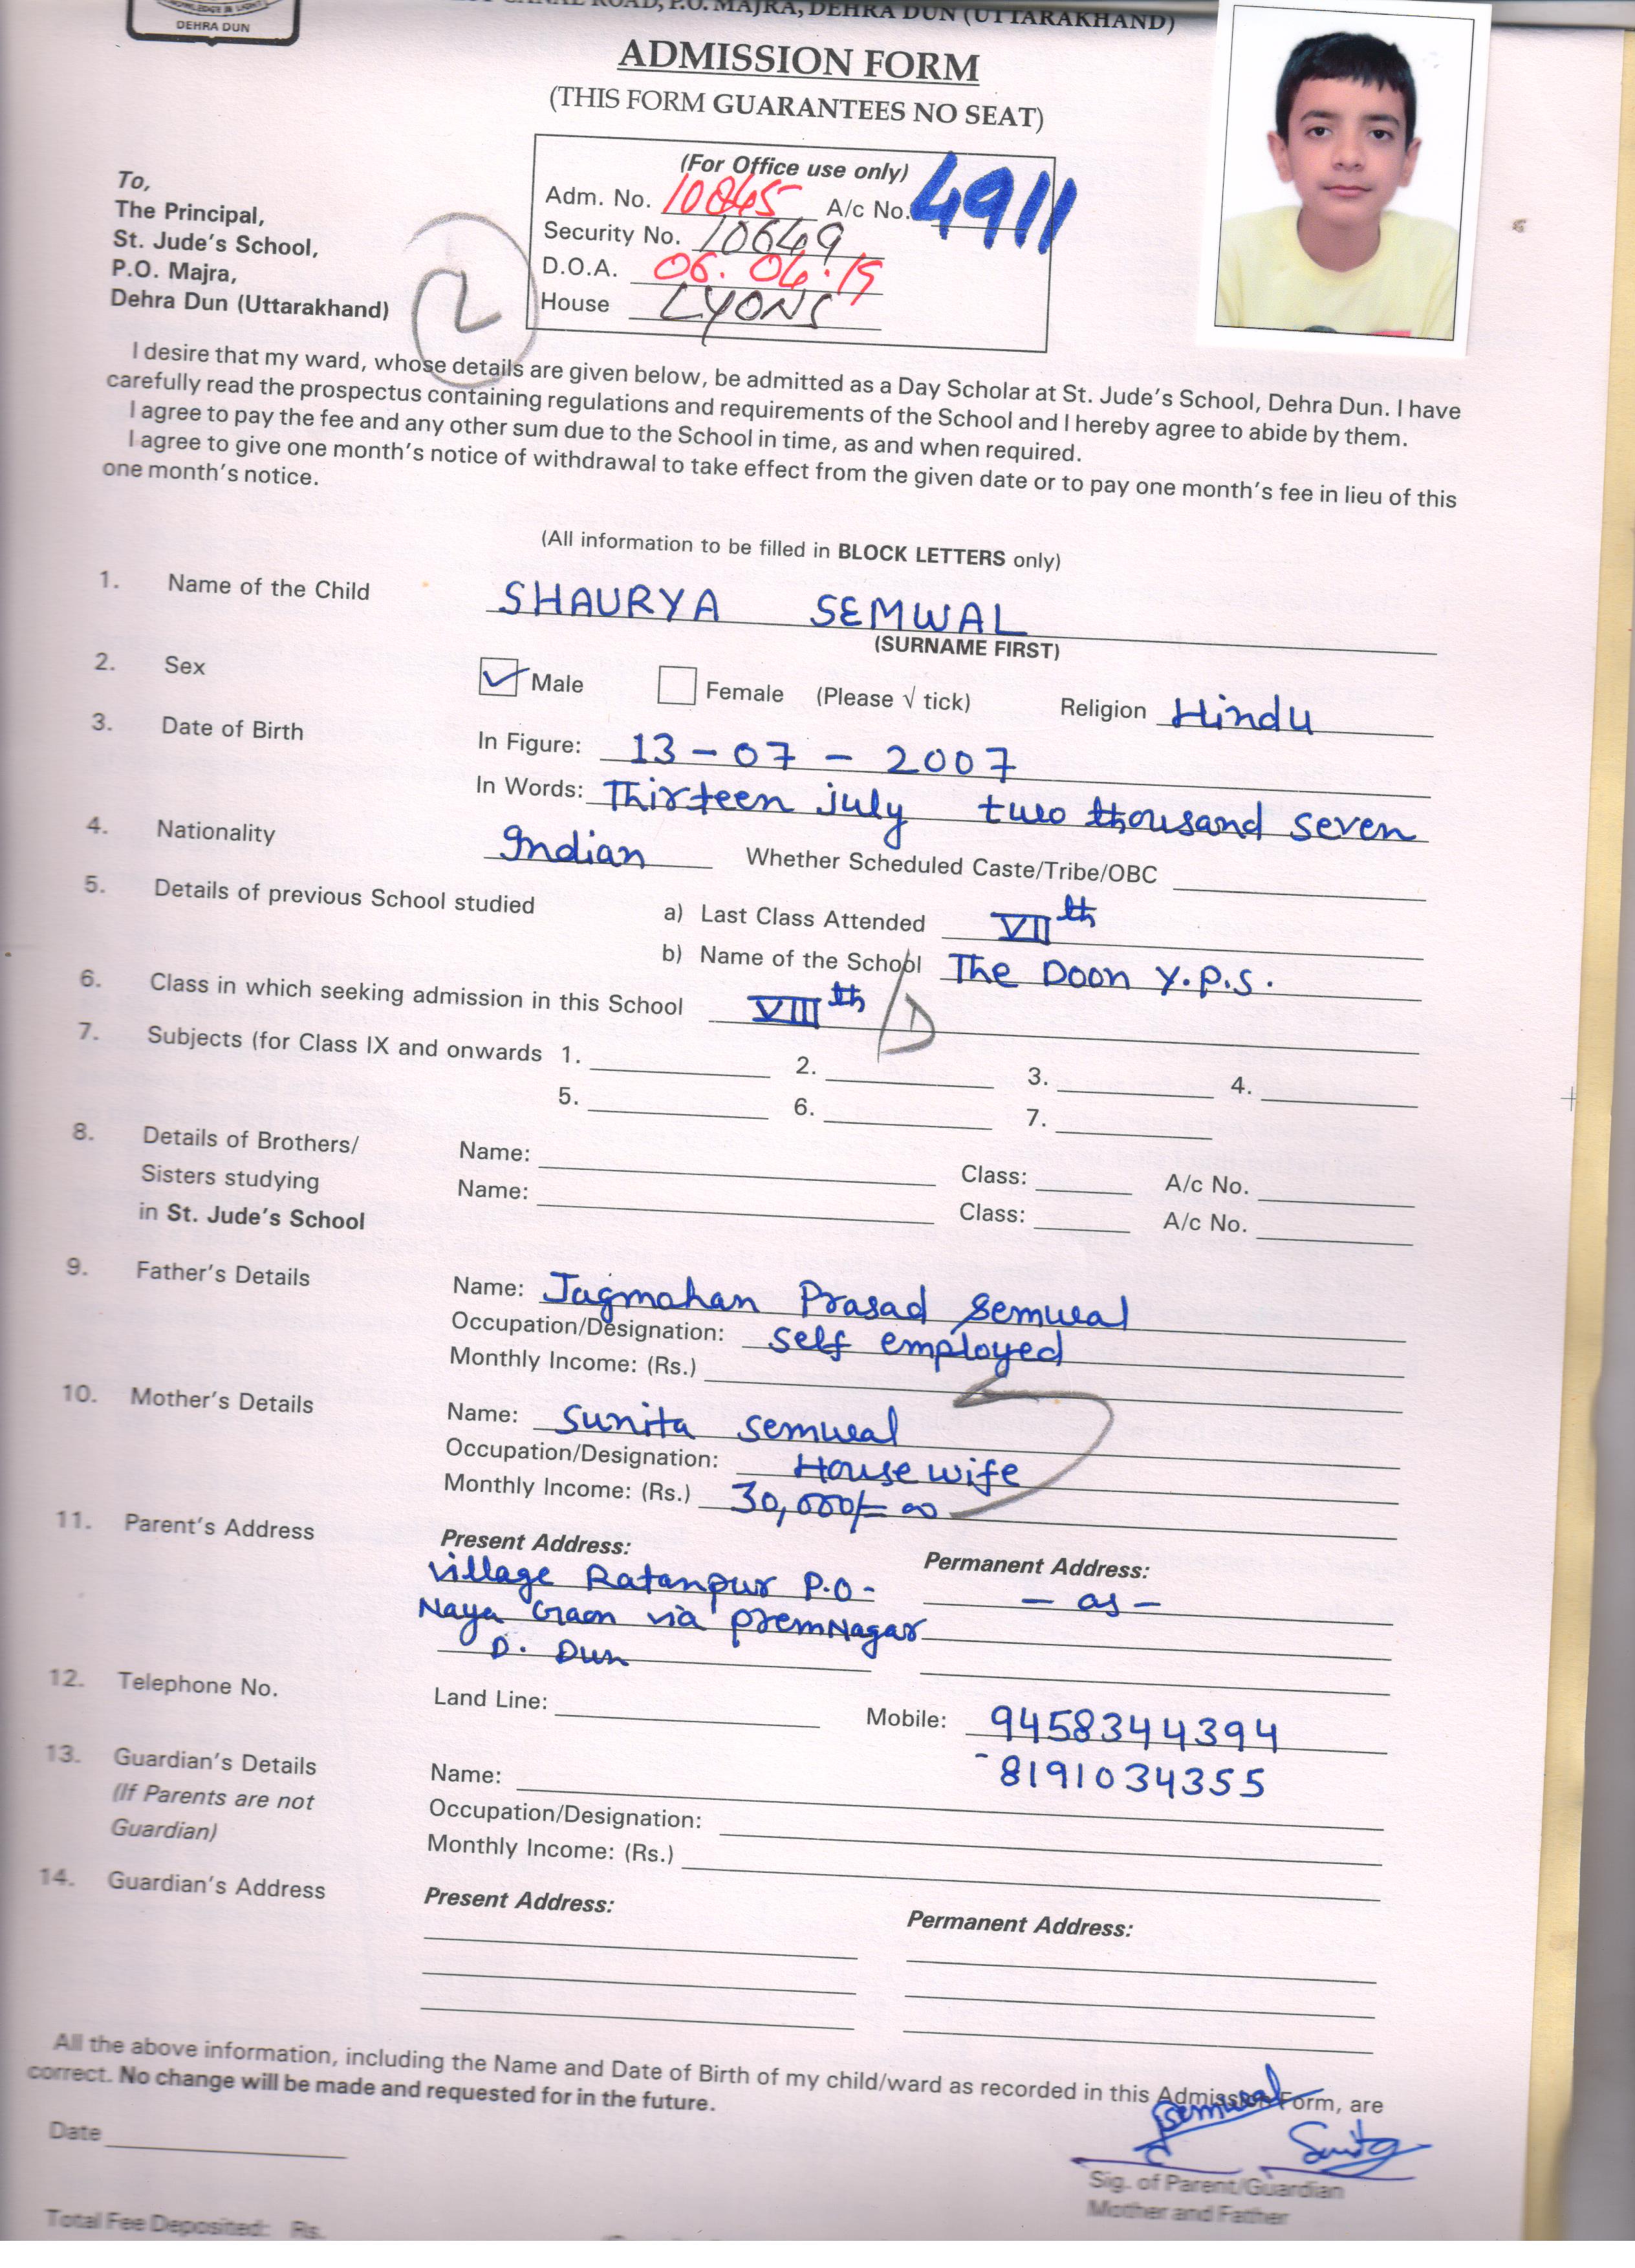 KNOWLEDGE IS LIGHT
DEHRA DUN
CANAL ROAD, P.O. MAJRA, DEHRA DUN (UTTARAKHAND)
ADMISSION FORM
(THIS FORM GUARANTEES NO SEAT)
To,
The Principal,
St. Jude's School,
P.O. Majra,
Dehra Dun (Uttarakhand)
2
(For Office use only)
Adm. No. 10845 A/c No. 4911
Security No. 10649
D.O.A. 06.04.19
House LYONS
I desire that my ward, whose details are given below, be admitted as a Day Scholar at St. Jude's School, Dehra Dun. I have
carefully read the prospectus containing regulations and requirements of the School and I hereby agree to abide by them.
I agree to pay the fee and any other sum due to the School in time, as and when required.
I agree to give one month's notice of withdrawal to take effect from the given date or to pay one month's fee in lieu of this
one month's notice.
(All information to be filled in BLOCK LETTERS only)
1. Name of the Child SHAURYA SEMWAL
(SURNAME FIRST)
2. Sex Male Female (Please √ tick) Religion Hindu
3. Date of Birth In Figure: 13-07-2007
In Words: Thirteen july two thousand seven
4. Nationality Indian Whether Scheduled Caste/Tribe/OBC
5. Details of previous School studied a) Last Class Attended VII th
b) Name of the School The Doon Y.P.S.
6. Class in which seeking admission in this School VIII th /D
7. Subjects (for Class IX and onwards 1. 2. 3. 4.
5. 6. 7.
8. Details of Brothers/ Name: Class: A/c No.
Sisters studying Name: Class: A/c No.
in St. Jude's School
9. Father's Details Name: Jagmohan Prasad Semwal
Occupation/Designation: self employed
Monthly Income: (Rs.)
10. Mother's Details Name: Sunita semwal
Occupation/Designation: House wife
Monthly Income: (Rs.) 30,000/=
11. Parent's Address Present Address: Permanent Address:
village Ratanpur P.O- - as -
Naya Gaon via premNagar
D. Dun
12. Telephone No. Land Line: Mobile: 9458344394
8191034355
13. Guardian's Details Name:
(If Parents are not Occupation/Designation:
Guardian) Monthly Income: (Rs.)
14. Guardian's Address Present Address: Permanent Address:
All the above information, including the Name and Date of Birth of my child/ward as recorded in this Admission Form, are
correct. No change will be made and requested for in the future.
Semwal Sunita
Date
Sig. of Parent/Guardian
Mother and Father
Total Fee Deposited: Rs.